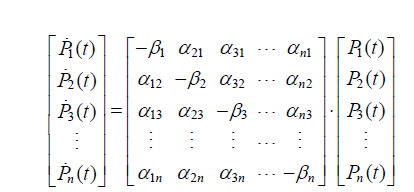 Ṗ₁(t) −β₁ α₂₁ α₃₁ ⋯ αₙ₁ P₁(t)
Ṗ₂(t) α₁₂ −β₂ α₃₂ ⋯ αₙ₂ P₂(t)
Ṗ₃(t) = α₁₃ α₂₃ −β₃ ⋯ αₙ₃ · P₃(t)
⋮ ⋮ ⋮ ⋮ ⋯ ⋮ ⋮
Ṗₙ(t) α₁ₙ α₂ₙ α₃ₙ ⋯ −βₙ Pₙ(t)